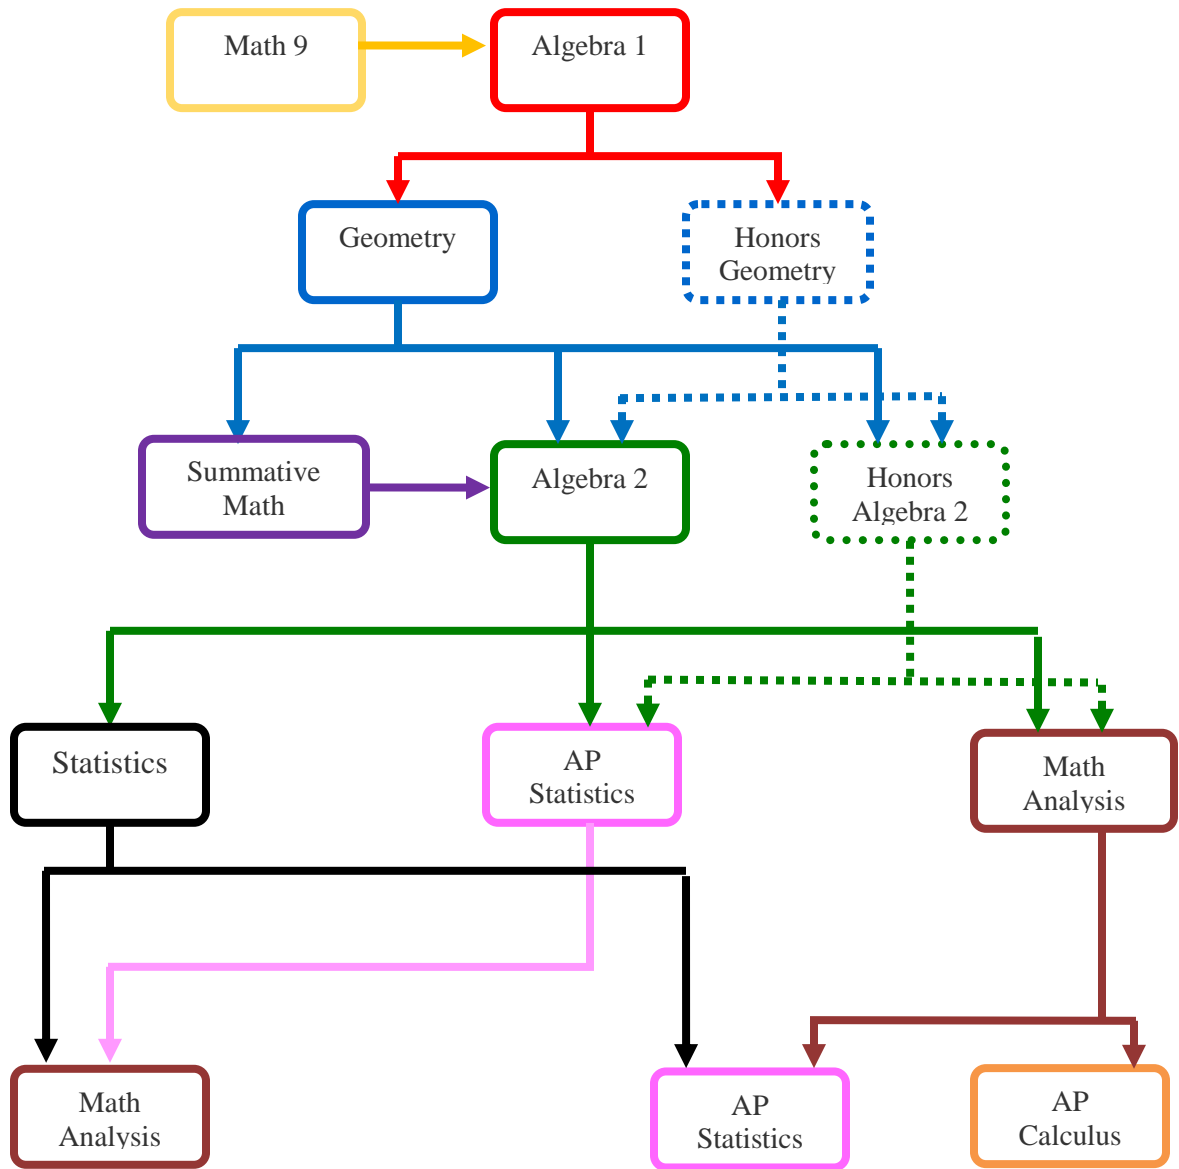 Math 9
Algebra 1
Geometry
Honors
Geometry
Summative
Math
Algebra 2
Honors
Algebra 2
Statistics
AP
Statistics
Math
Analysis
Math
Analysis
AP
Statistics
AP
Calculus